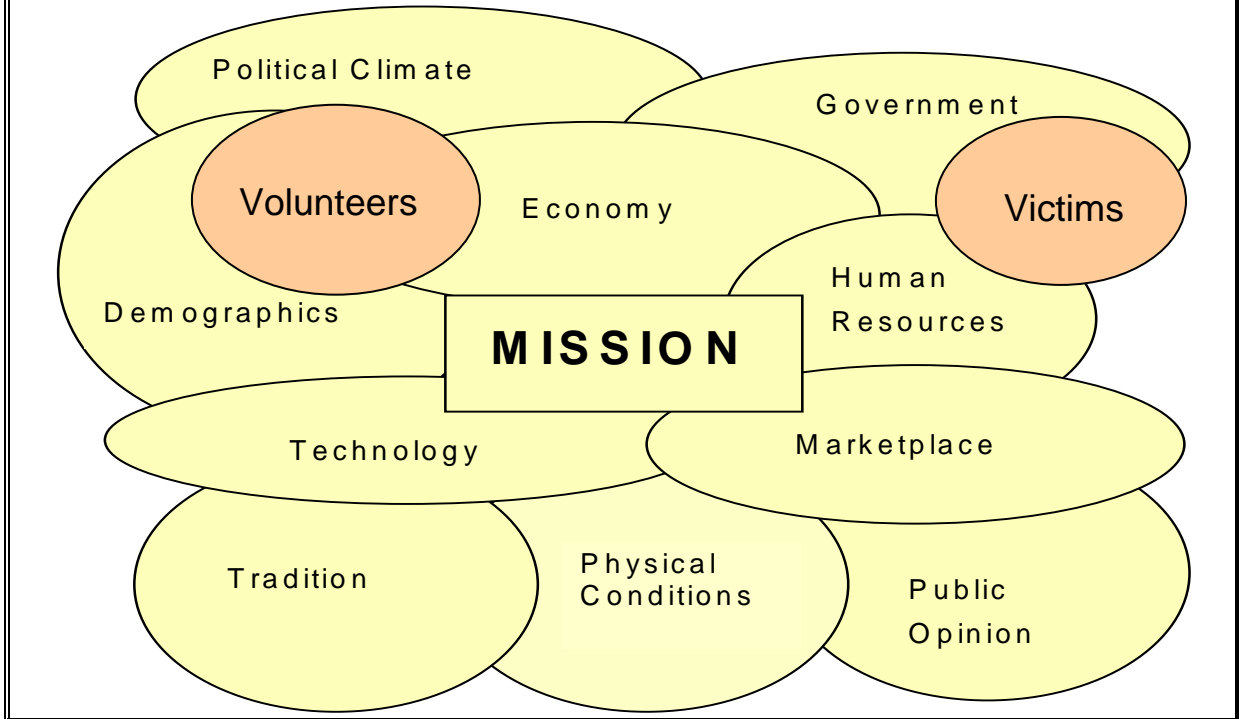 Political Climate
Government
Volunteers
Economy
Victims
Human
Resources
Demographics
MISSION
Technology
Marketplace
Tradition
Physical
Conditions
Public
Opinion